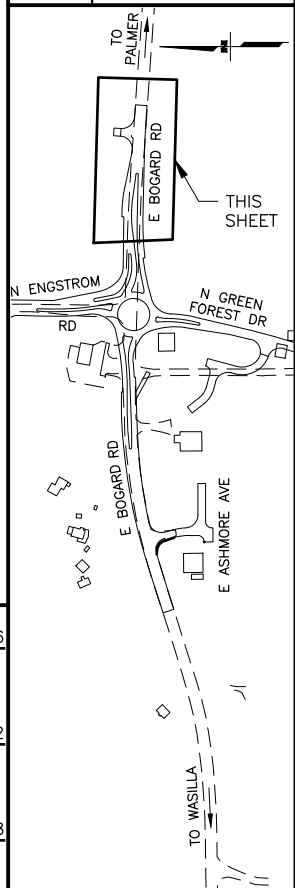 TO
PALMER
E BOGARD RD
THIS
SHEET
N ENGSTROM
RD
N GREEN
FOREST DR
E BOGARD RD
E ASHMORE AVE
TO WASILLA